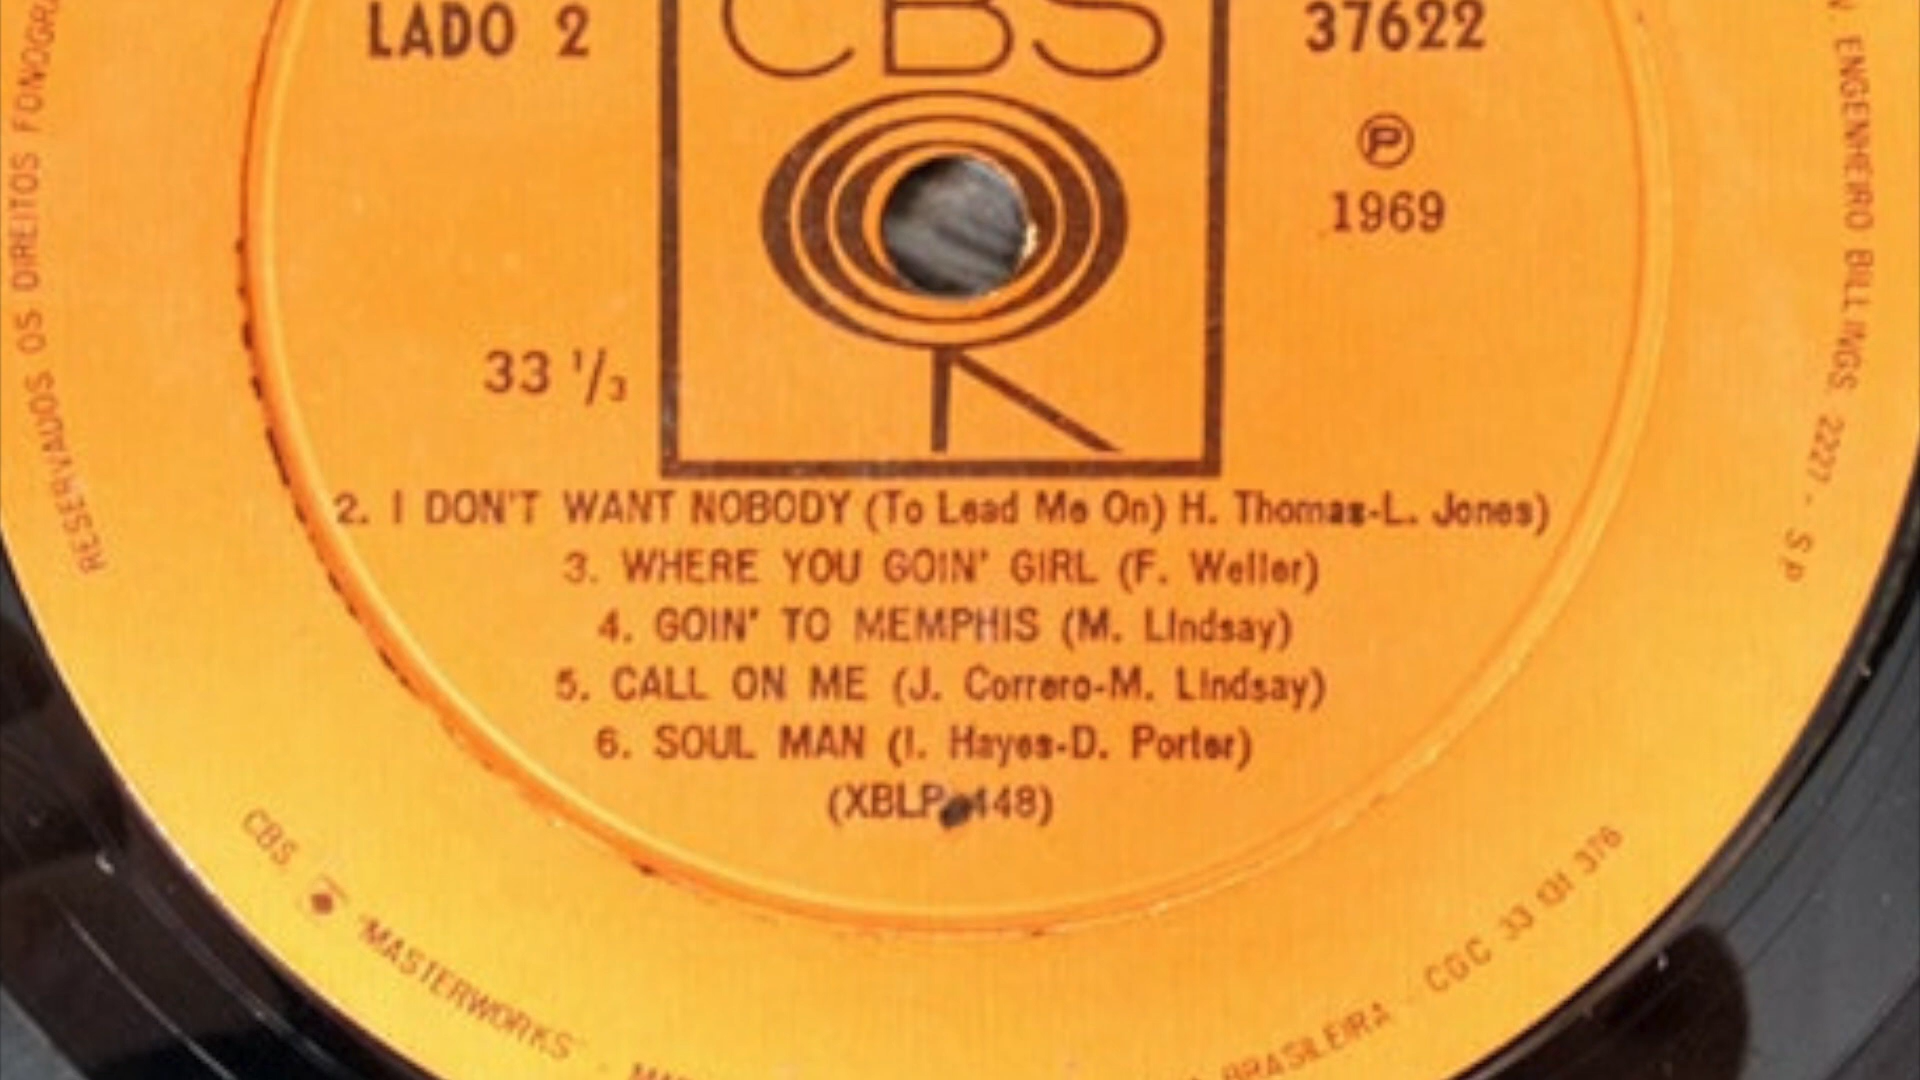 LADO 2
CBS
37622
Ⓟ
1969
33 1/3
2. I DON'T WANT NOBODY (To Lead Me On) H. Thomas-L. Jones)
3. WHERE YOU GOIN' GIRL (F. Weller)
4. GOIN' TO MEMPHIS (M. Lindsay)
5. CALL ON ME (J. Correro-M. Lindsay)
6. SOUL MAN (I. Hayes-D. Porter)
(XBLP 448)
RESERVADOS OS DIREITOS
CBS "MASTERWORKS"
BRASILEIRA - CGC 33 131 376
ENGENHEIRO BILLINGS, 2227 - SP